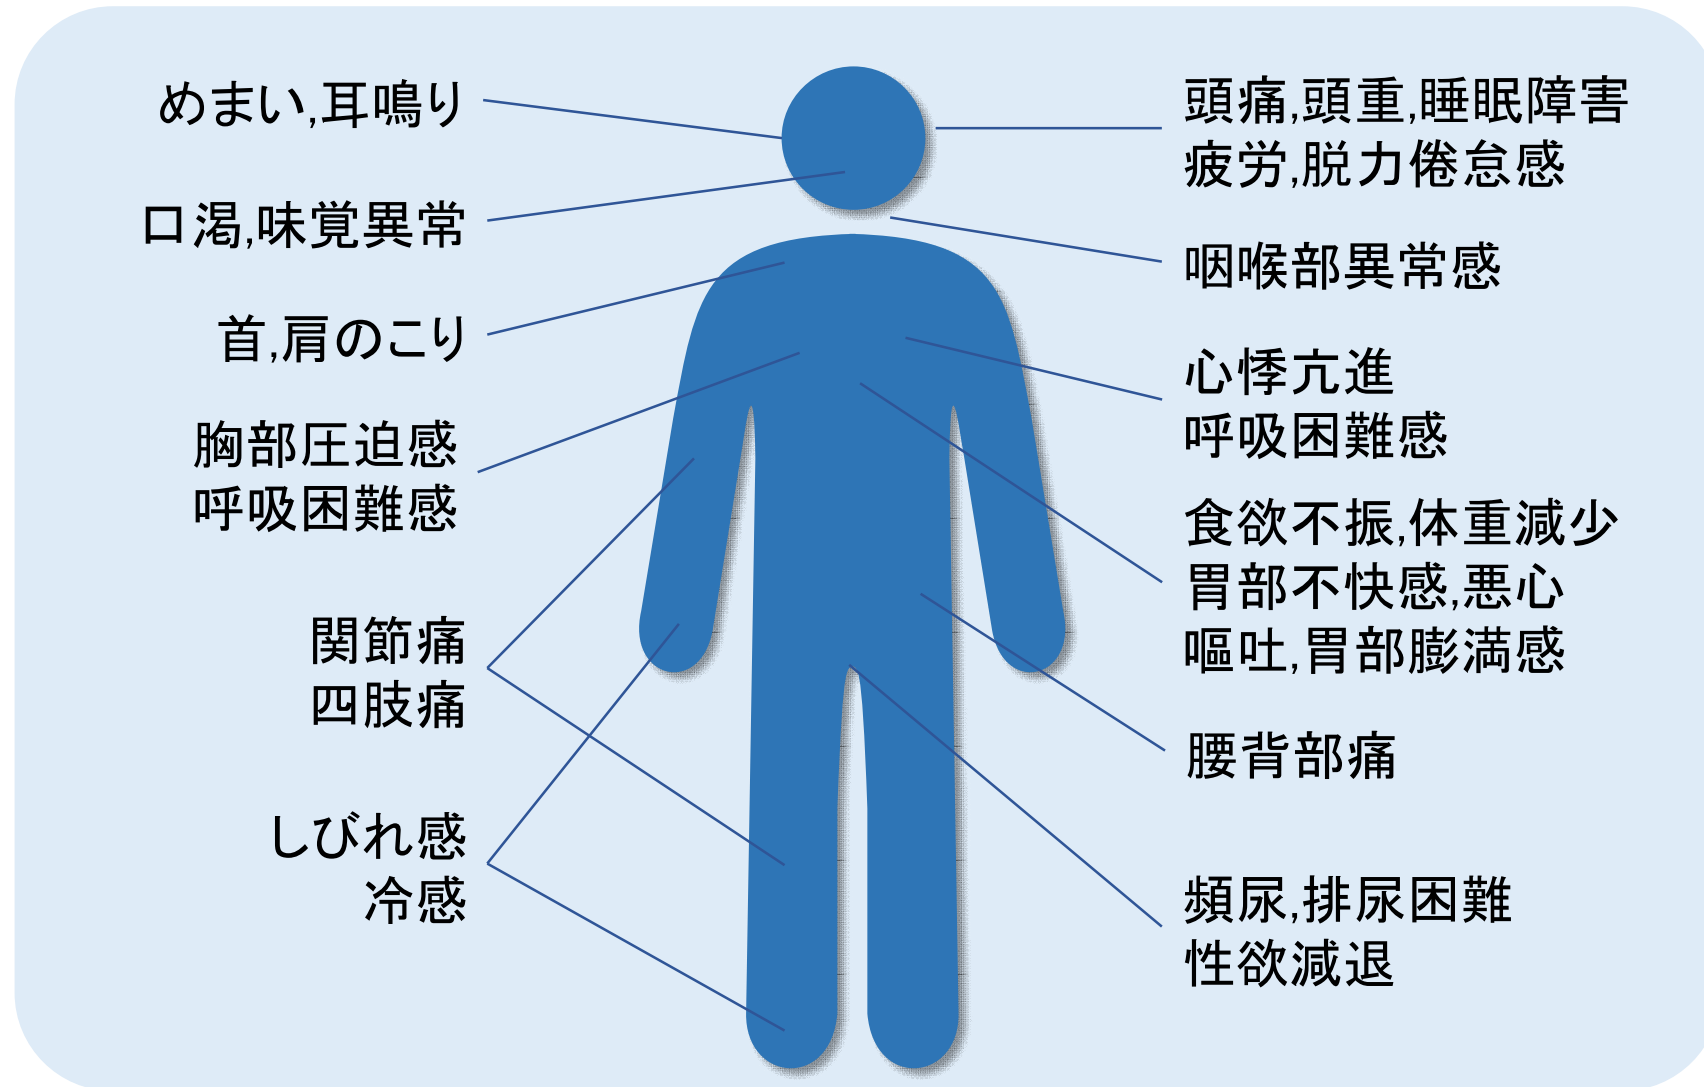 めまい,耳鳴り
口渇,味覚異常
首,肩のこり
胸部圧迫感
呼吸困難感
関節痛
四肢痛
しびれ感
冷感
頭痛,頭重,睡眠障害
疲労,脱力倦怠感
咽喉部異常感
心悸亢進
呼吸困難感
食欲不振,体重減少
胃部不快感,悪心
嘔吐,胃部膨満感
腰背部痛
頻尿,排尿困難
性欲減退